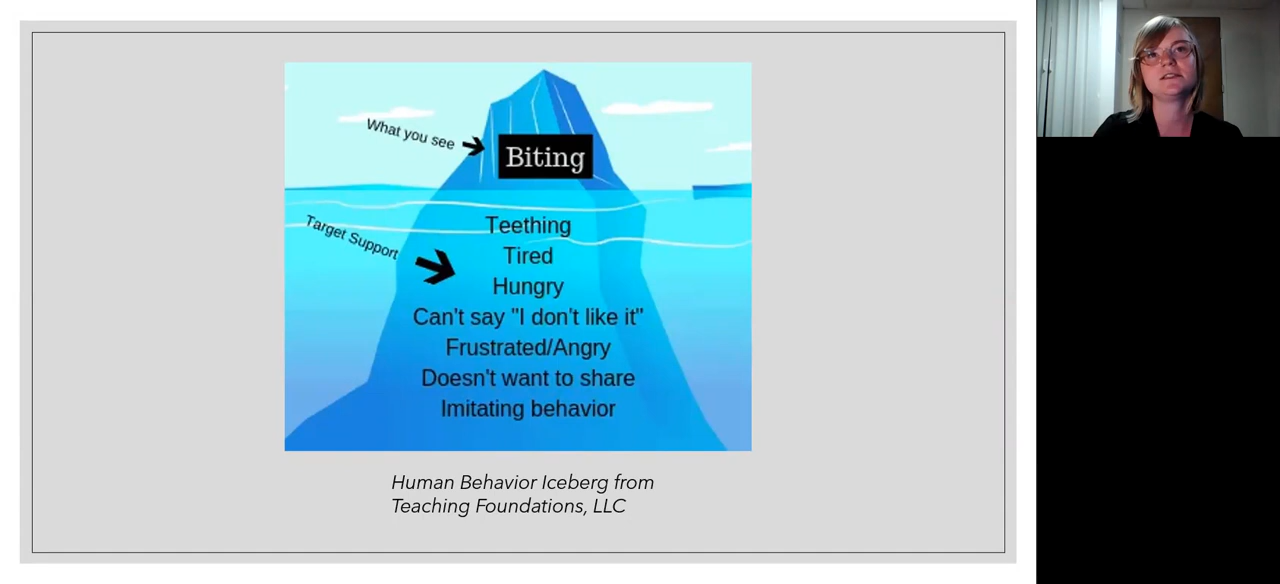 What you see
Biting
Target Support
Teething
Tired
Hungry
Can't say "I don't like it"
Frustrated/Angry
Doesn't want to share
Imitating behavior
Human Behavior Iceberg from
Teaching Foundations, LLC